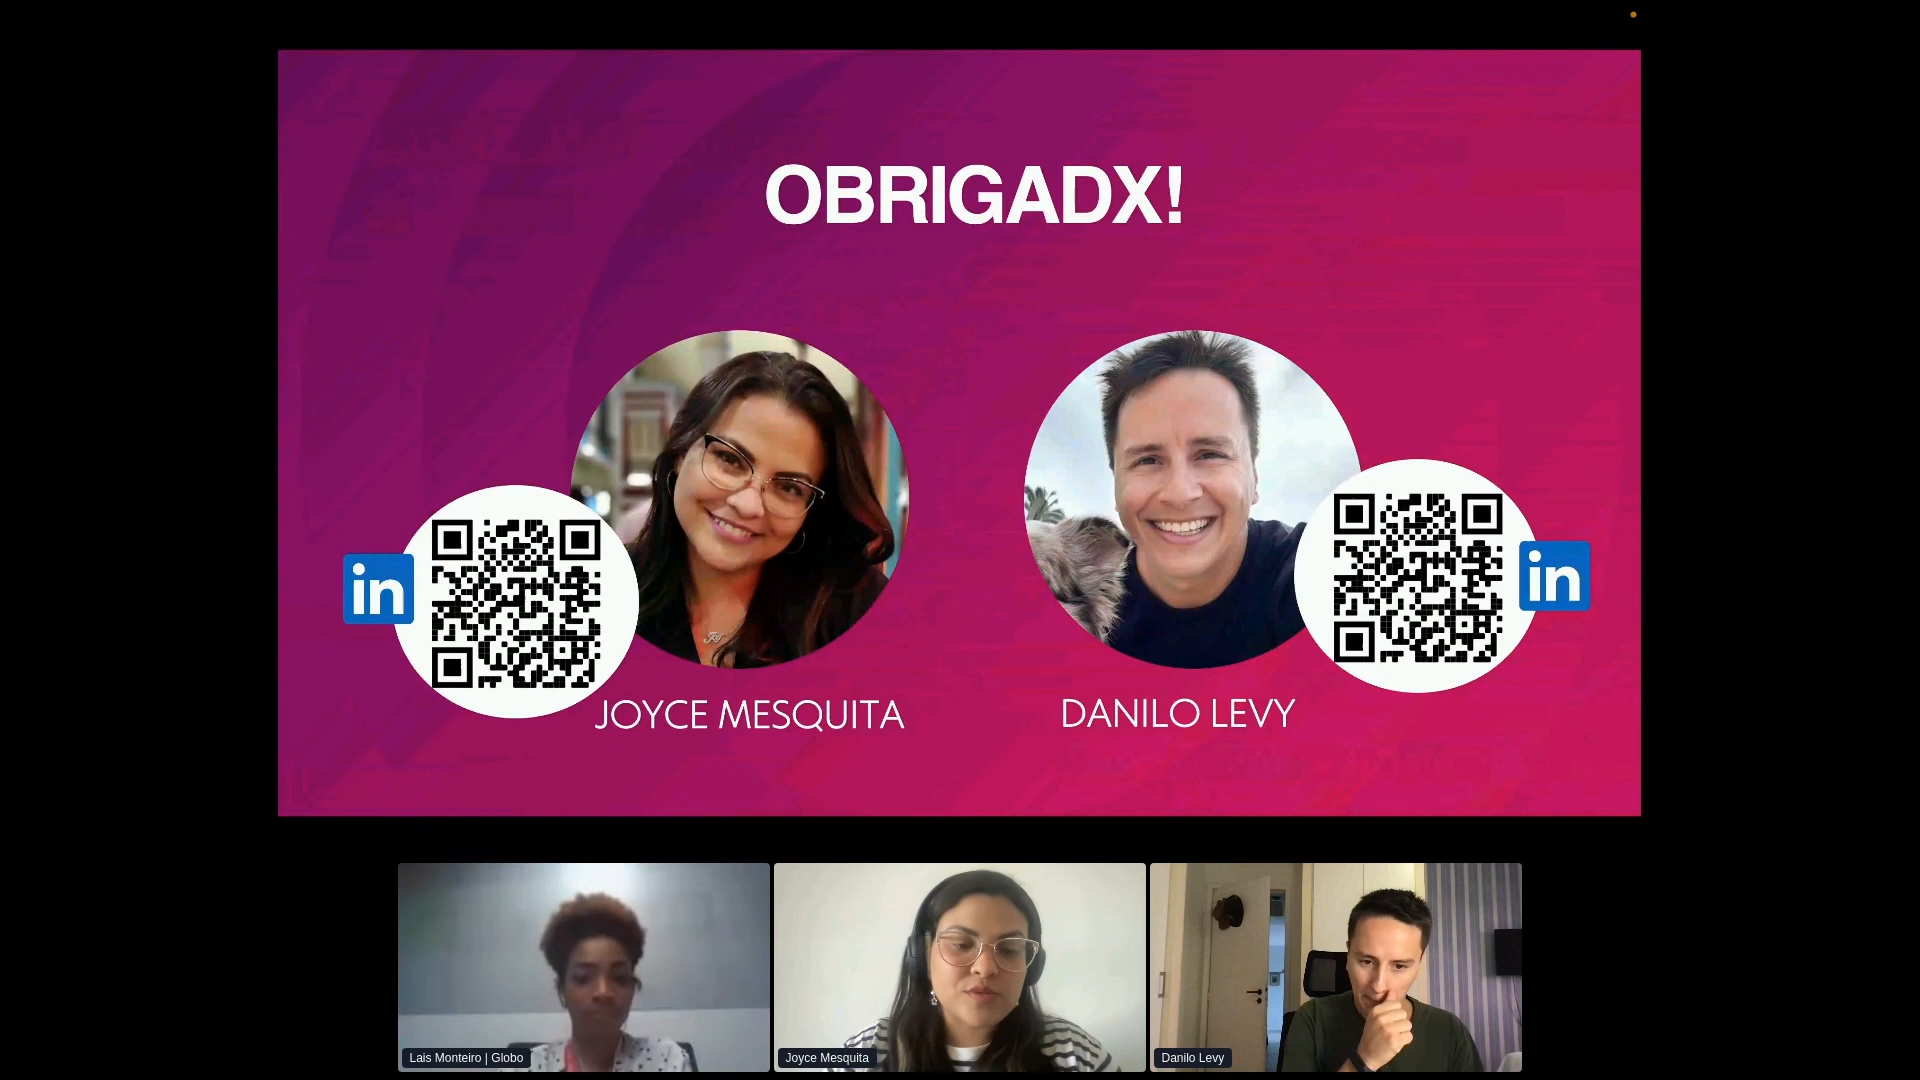 OBRIGADX!
in
in
JOYCE MESQUITA
DANILO LEVY
Lais Monteiro | Globo
Joyce Mesquita
Danilo Levy